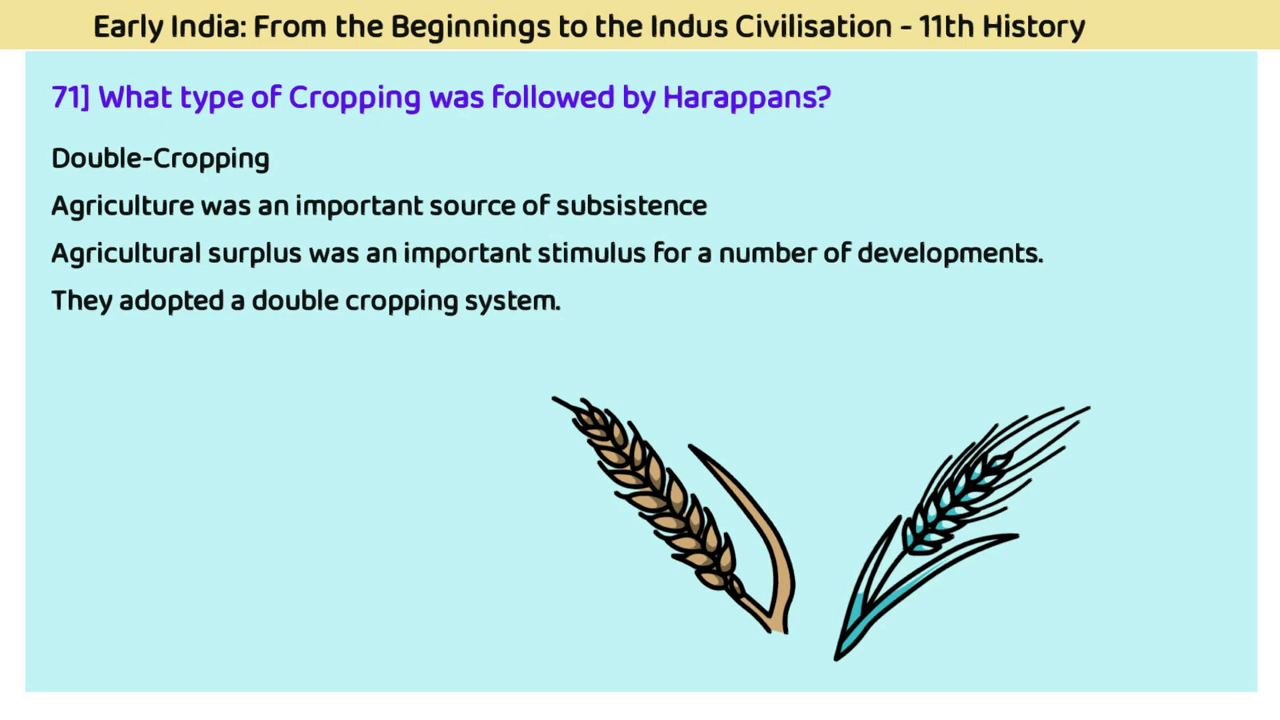 Early India: From the Beginnings to the Indus Civilisation - 11th History
71] What type of Cropping was followed by Harappans?
Double-Cropping
Agriculture was an important source of subsistence
Agricultural surplus was an important stimulus for a number of developments.
They adopted a double cropping system.